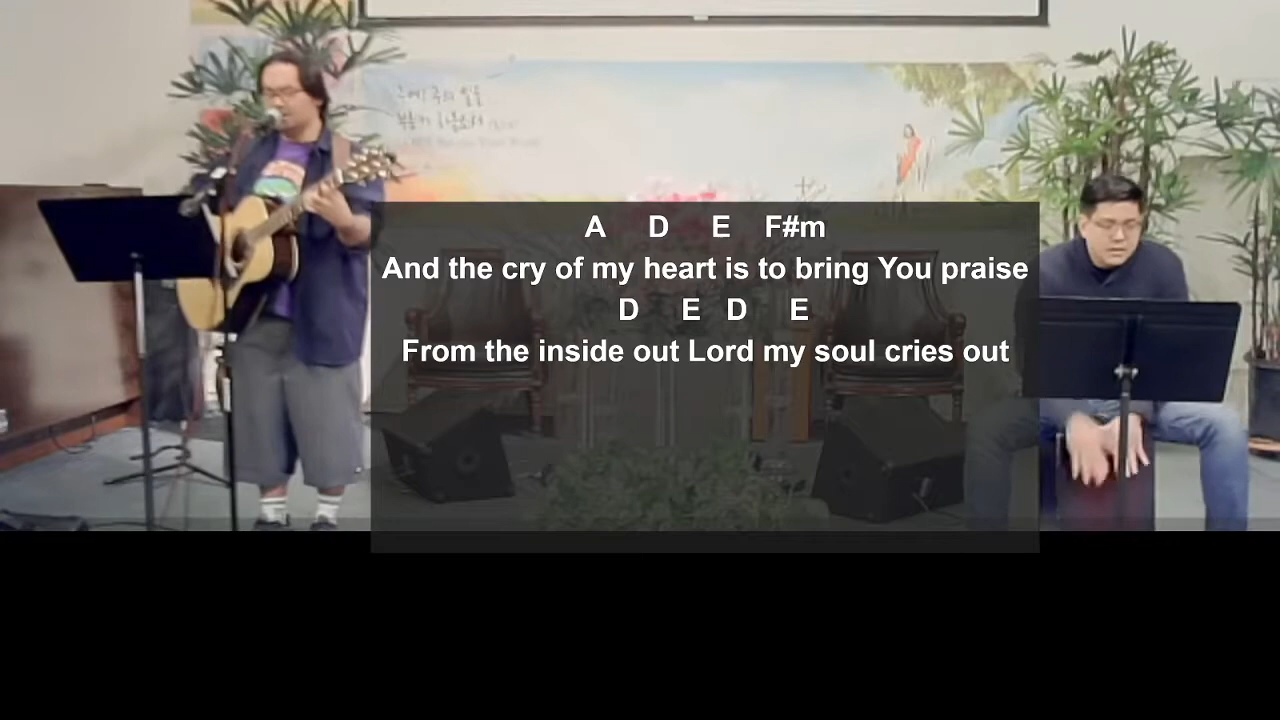 A D E F#m
And the cry of my heart is to bring You praise
D E D E
From the inside out Lord my soul cries out